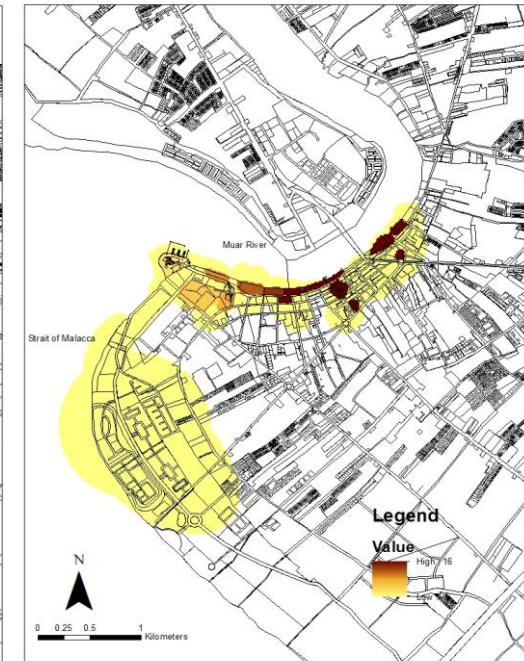 Muar River
Strait of Malacca
Legend
Value
High : 16
Low
N
0 0.25 0.5 1
Kilometers